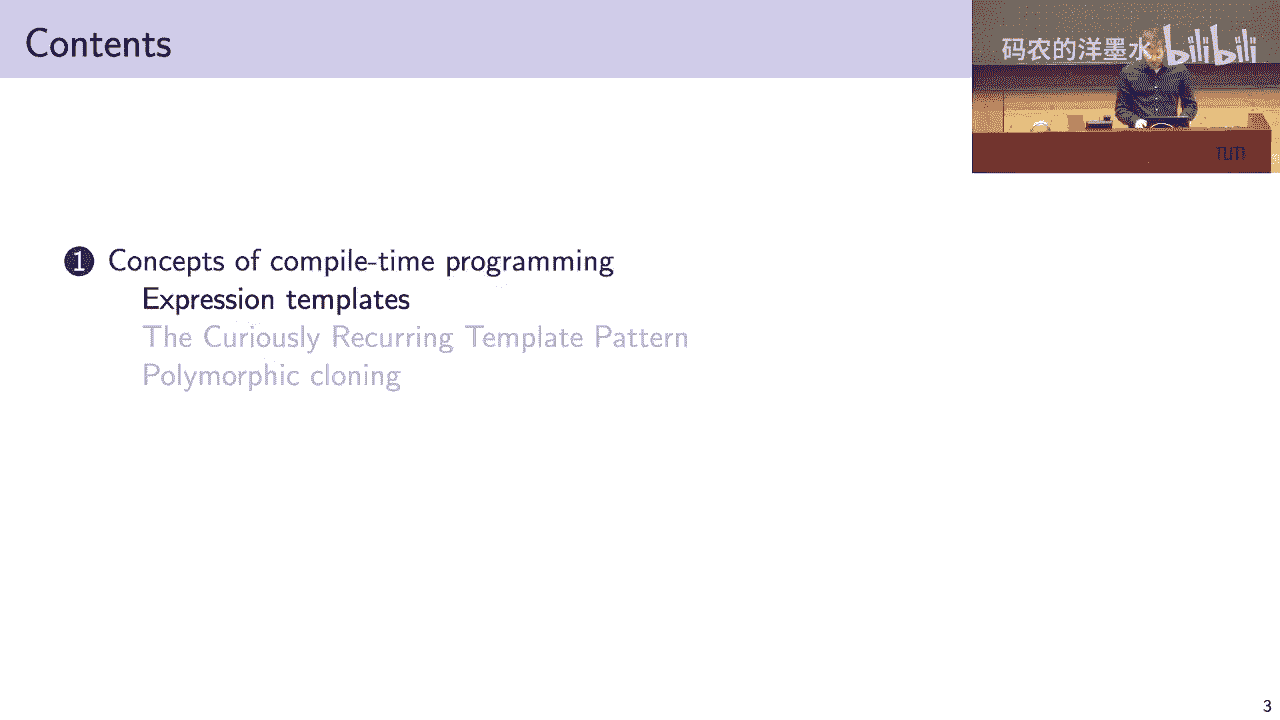 Contents
码农的洋墨水
bilibili
TUM
1 Concepts of compile-time programming
Expression templates
The Curiously Recurring Template Pattern
Polymorphic cloning
3